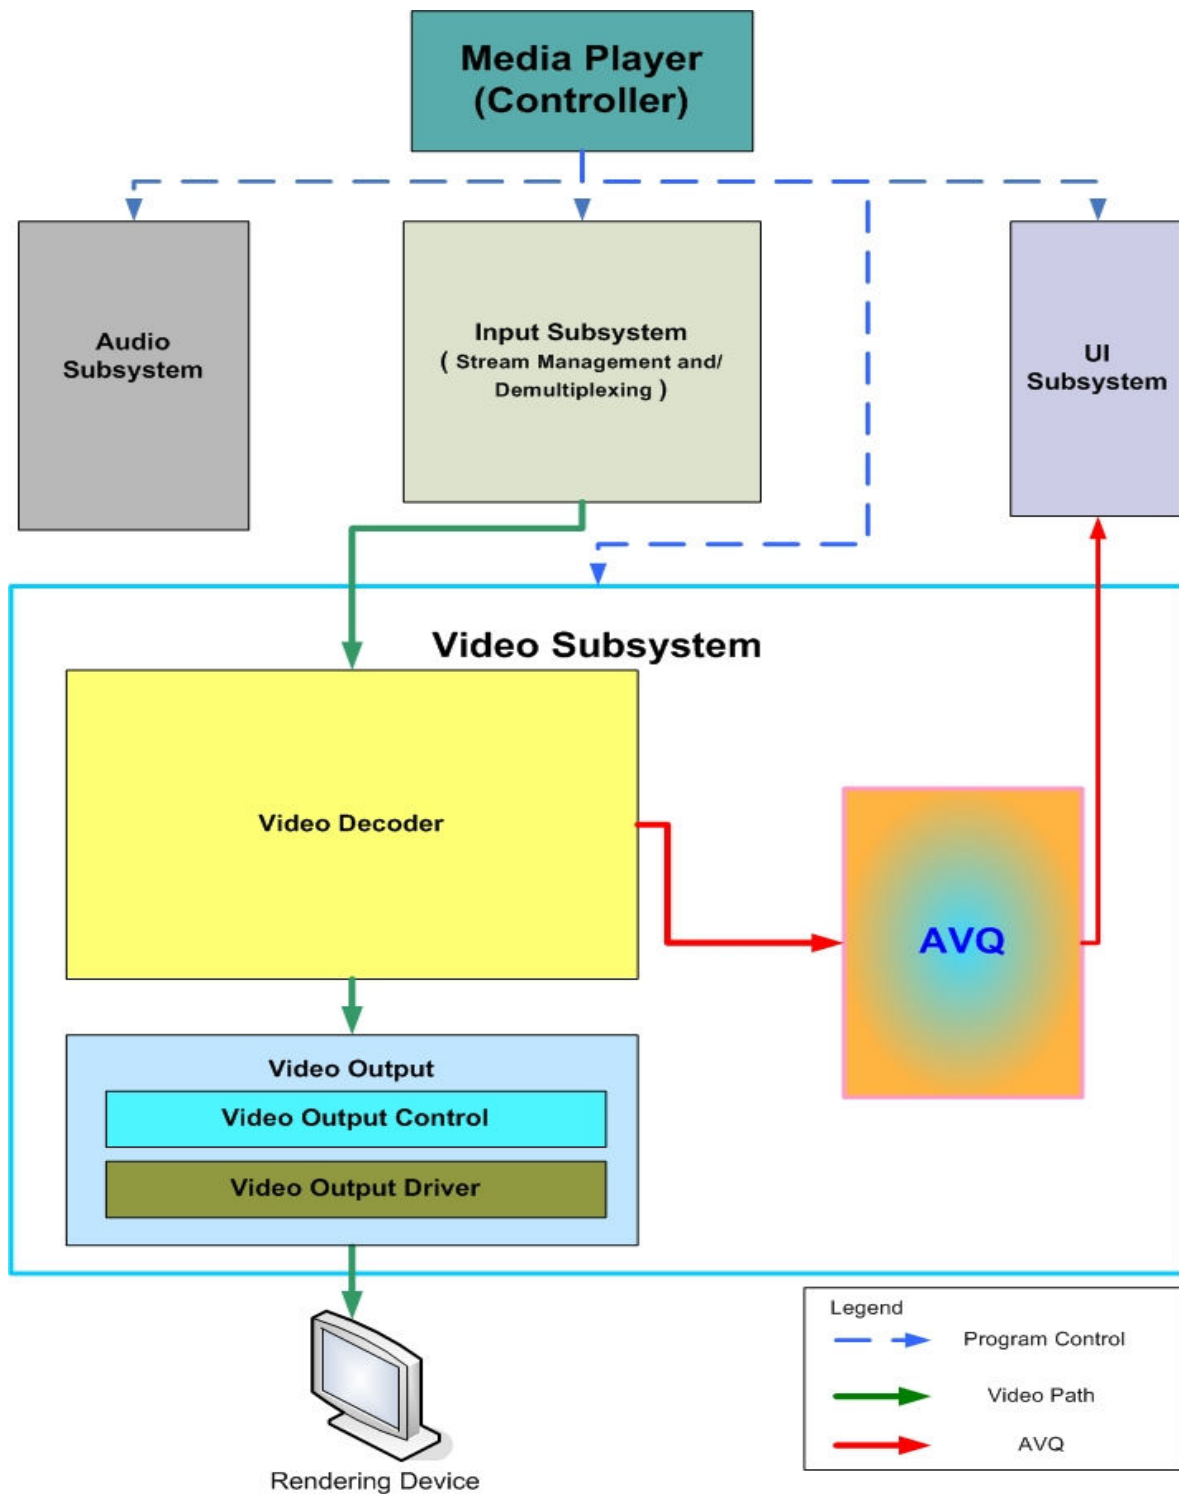 Media Player
(Controller)
Audio
Subsystem
Input Subsystem
( Stream Management and/
Demultiplexing )
UI
Subsystem
Video Subsystem
Video Decoder
AVQ
Video Output
Video Output Control
Video Output Driver
Rendering Device
Legend
Program Control
Video Path
AVQ